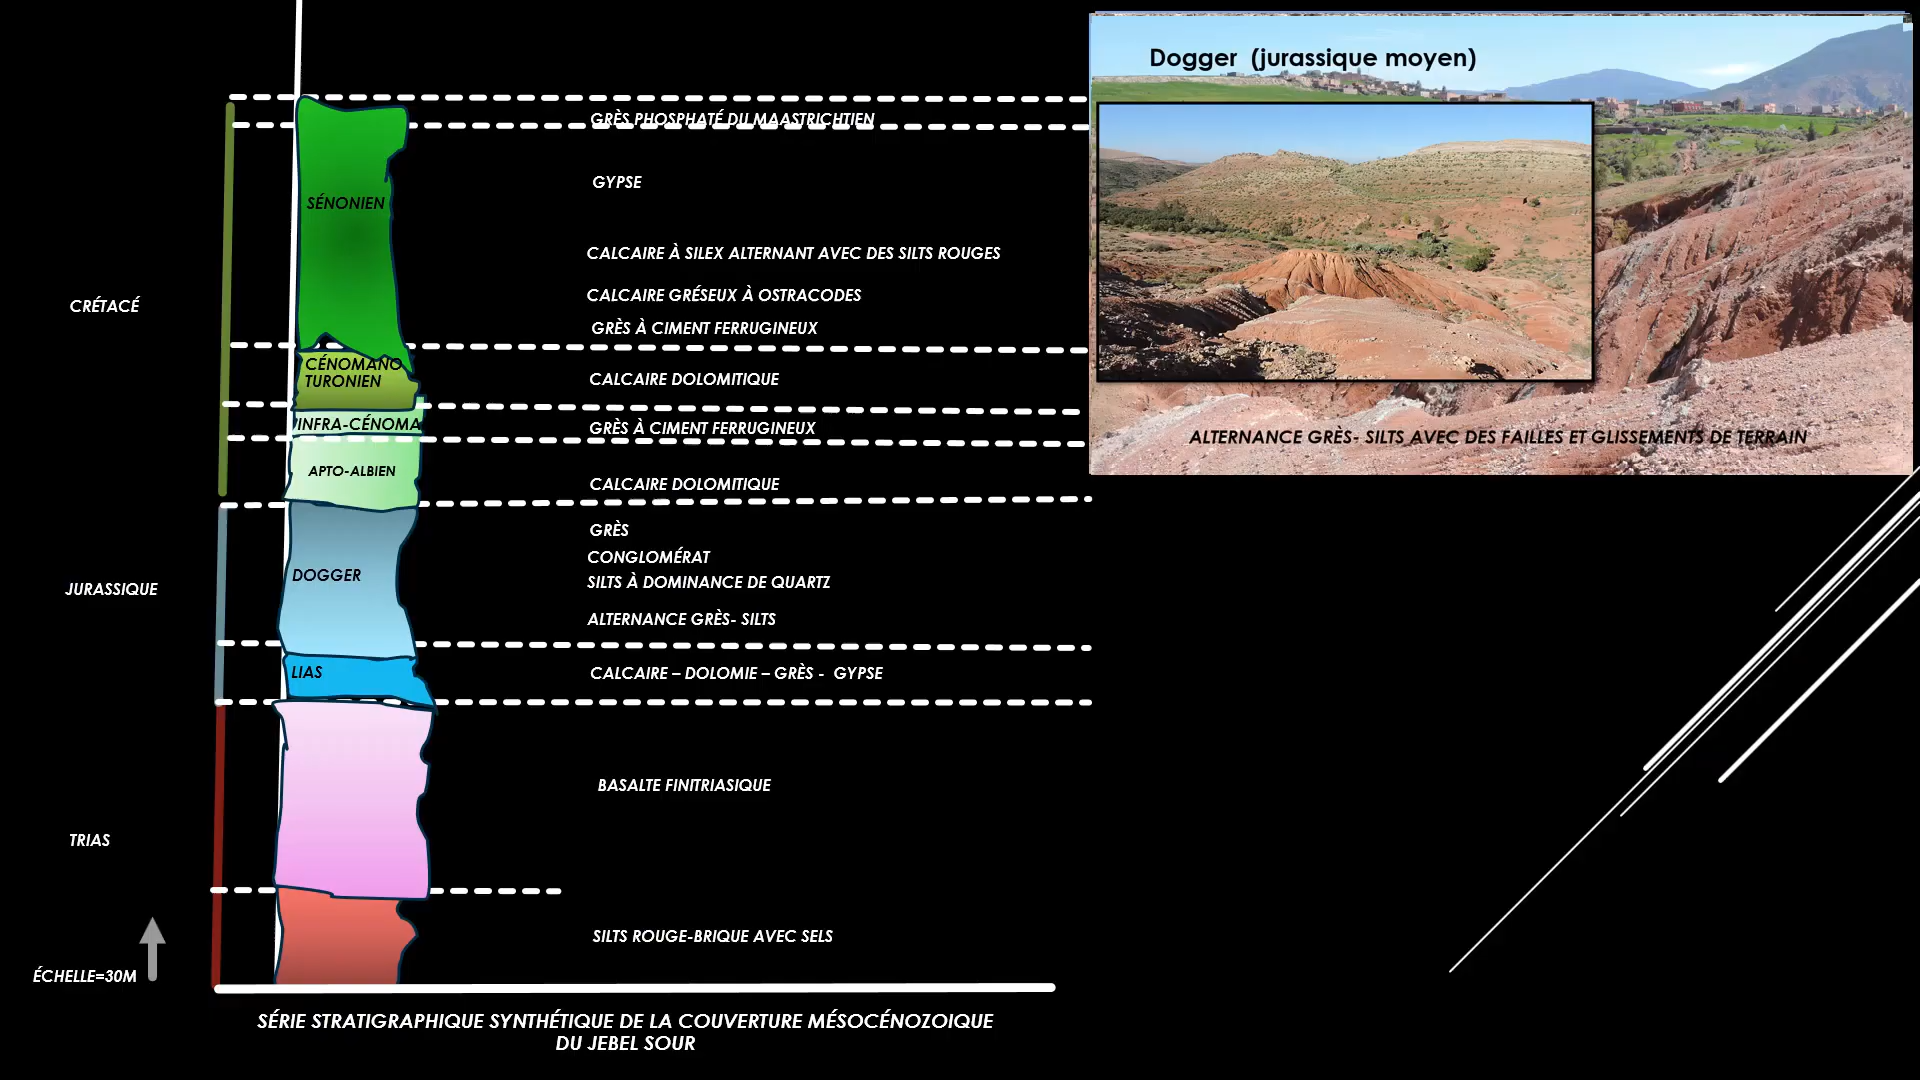 Dogger (jurassique moyen)
GRÈS PHOSPHATÉ DU MAASTRICHTIEN
GYPSE
SÉNONIEN
CALCAIRE À SILEX ALTERNANT AVEC DES SILTS ROUGES
CALCAIRE GRÉSEUX À OSTRACODES
CRÉTACÉ
GRÈS À CIMENT FERRUGINEUX
CÉNOMANO
TURONIEN
CALCAIRE DOLOMITIQUE
INFRA-CÉNOMA
GRÈS À CIMENT FERRUGINEUX
ALTERNANCE GRÈS- SILTS AVEC DES FAILLES ET GLISSEMENTS DE TERRAIN
APTO-ALBIEN
CALCAIRE DOLOMITIQUE
GRÈS
CONGLOMÉRAT
DOGGER
SILTS À DOMINANCE DE QUARTZ
JURASSIQUE
ALTERNANCE GRÈS- SILTS
LIAS
CALCAIRE – DOLOMIE – GRÈS - GYPSE
BASALTE FINITRIASIQUE
TRIAS
SILTS ROUGE-BRIQUE AVEC SELS
ÉCHELLE=30M
SÉRIE STRATIGRAPHIQUE SYNTHÉTIQUE DE LA COUVERTURE MÉSOCÉNOZOIQUE
DU JEBEL SOUR